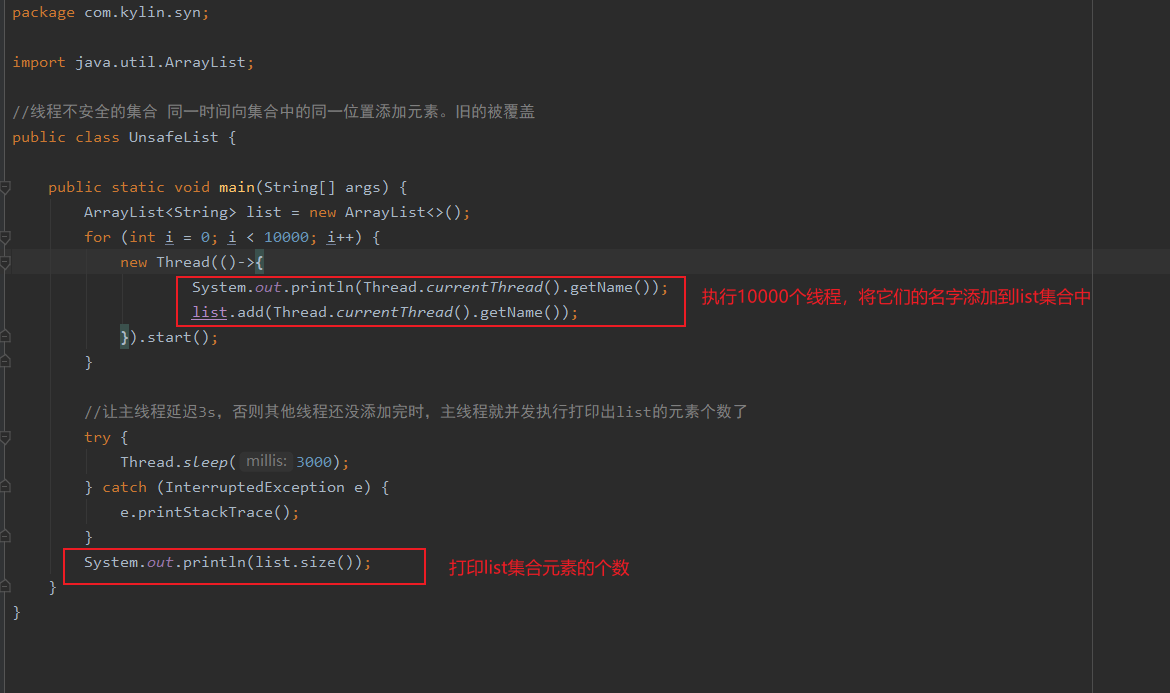 package com.kylin.syn;
import java.util.ArrayList;
//线程不安全的集合 同一时间向集合中的同一位置添加元素。旧的被覆盖
public class UnsafeList {
public static void main(String[] args) {
ArrayList<String> list = new ArrayList<>();
for (int i = 0; i < 10000; i++) {
new Thread(()->{
System.out.println(Thread.currentThread().getName());
执行10000个线程，将它们的名字添加到list集合中
list.add(Thread.currentThread().getName());
}).start();
}
//让主线程延迟3s，否则其他线程还没添加完时，主线程就并发执行打印出list的元素个数了
try {
Thread.sleep( millis: 3000);
} catch (InterruptedException e) {
e.printStackTrace();
}
System.out.println(list.size());
打印list集合元素的个数
}
}